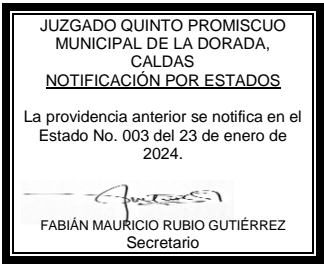 JUZGADO QUINTO PROMISCUO
MUNICIPAL DE LA DORADA,
CALDAS
NOTIFICACIÓN POR ESTADOS
La providencia anterior se notifica en el
Estado No. 003 del 23 de enero de
2024.
FABIÁN MAURICIO RUBIO GUTIÉRREZ
Secretario